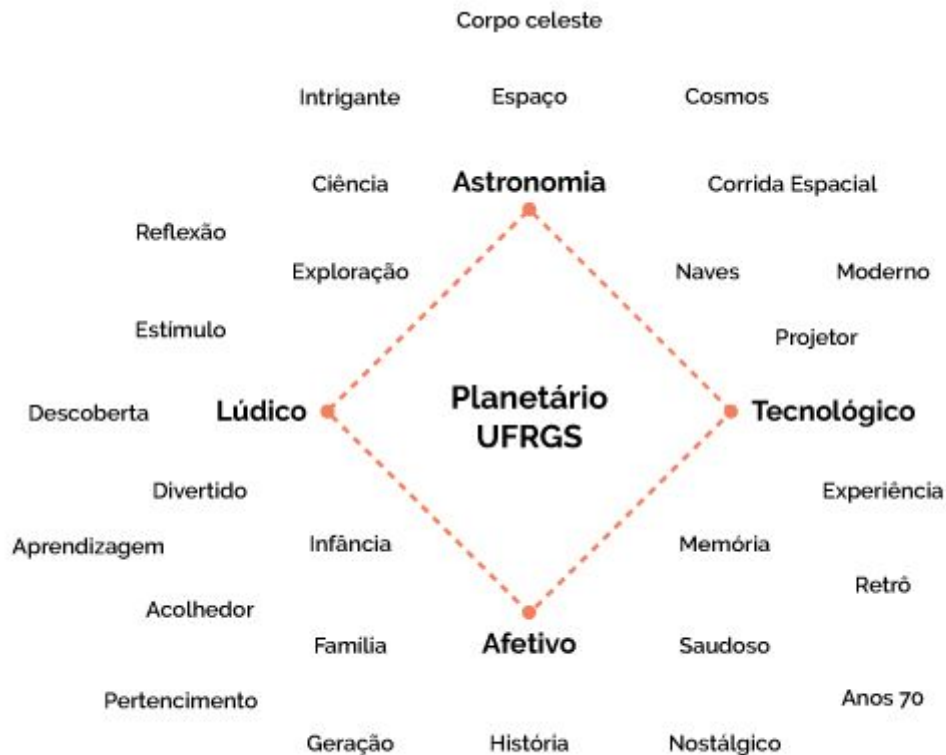 Corpo celeste
Intrigante Espaço Cosmos
Ciência Astronomia Corrida Espacial
Reflexão
Exploração Naves Moderno
Estímulo Projetor
Descoberta Lúdico Planetário UFRGS Tecnológico
Divertido Experiência
Aprendizagem Infância Memória
Acolhedor Retrô
Família Afetivo Saudoso
Pertencimento Anos 70
Geração História Nostálgico